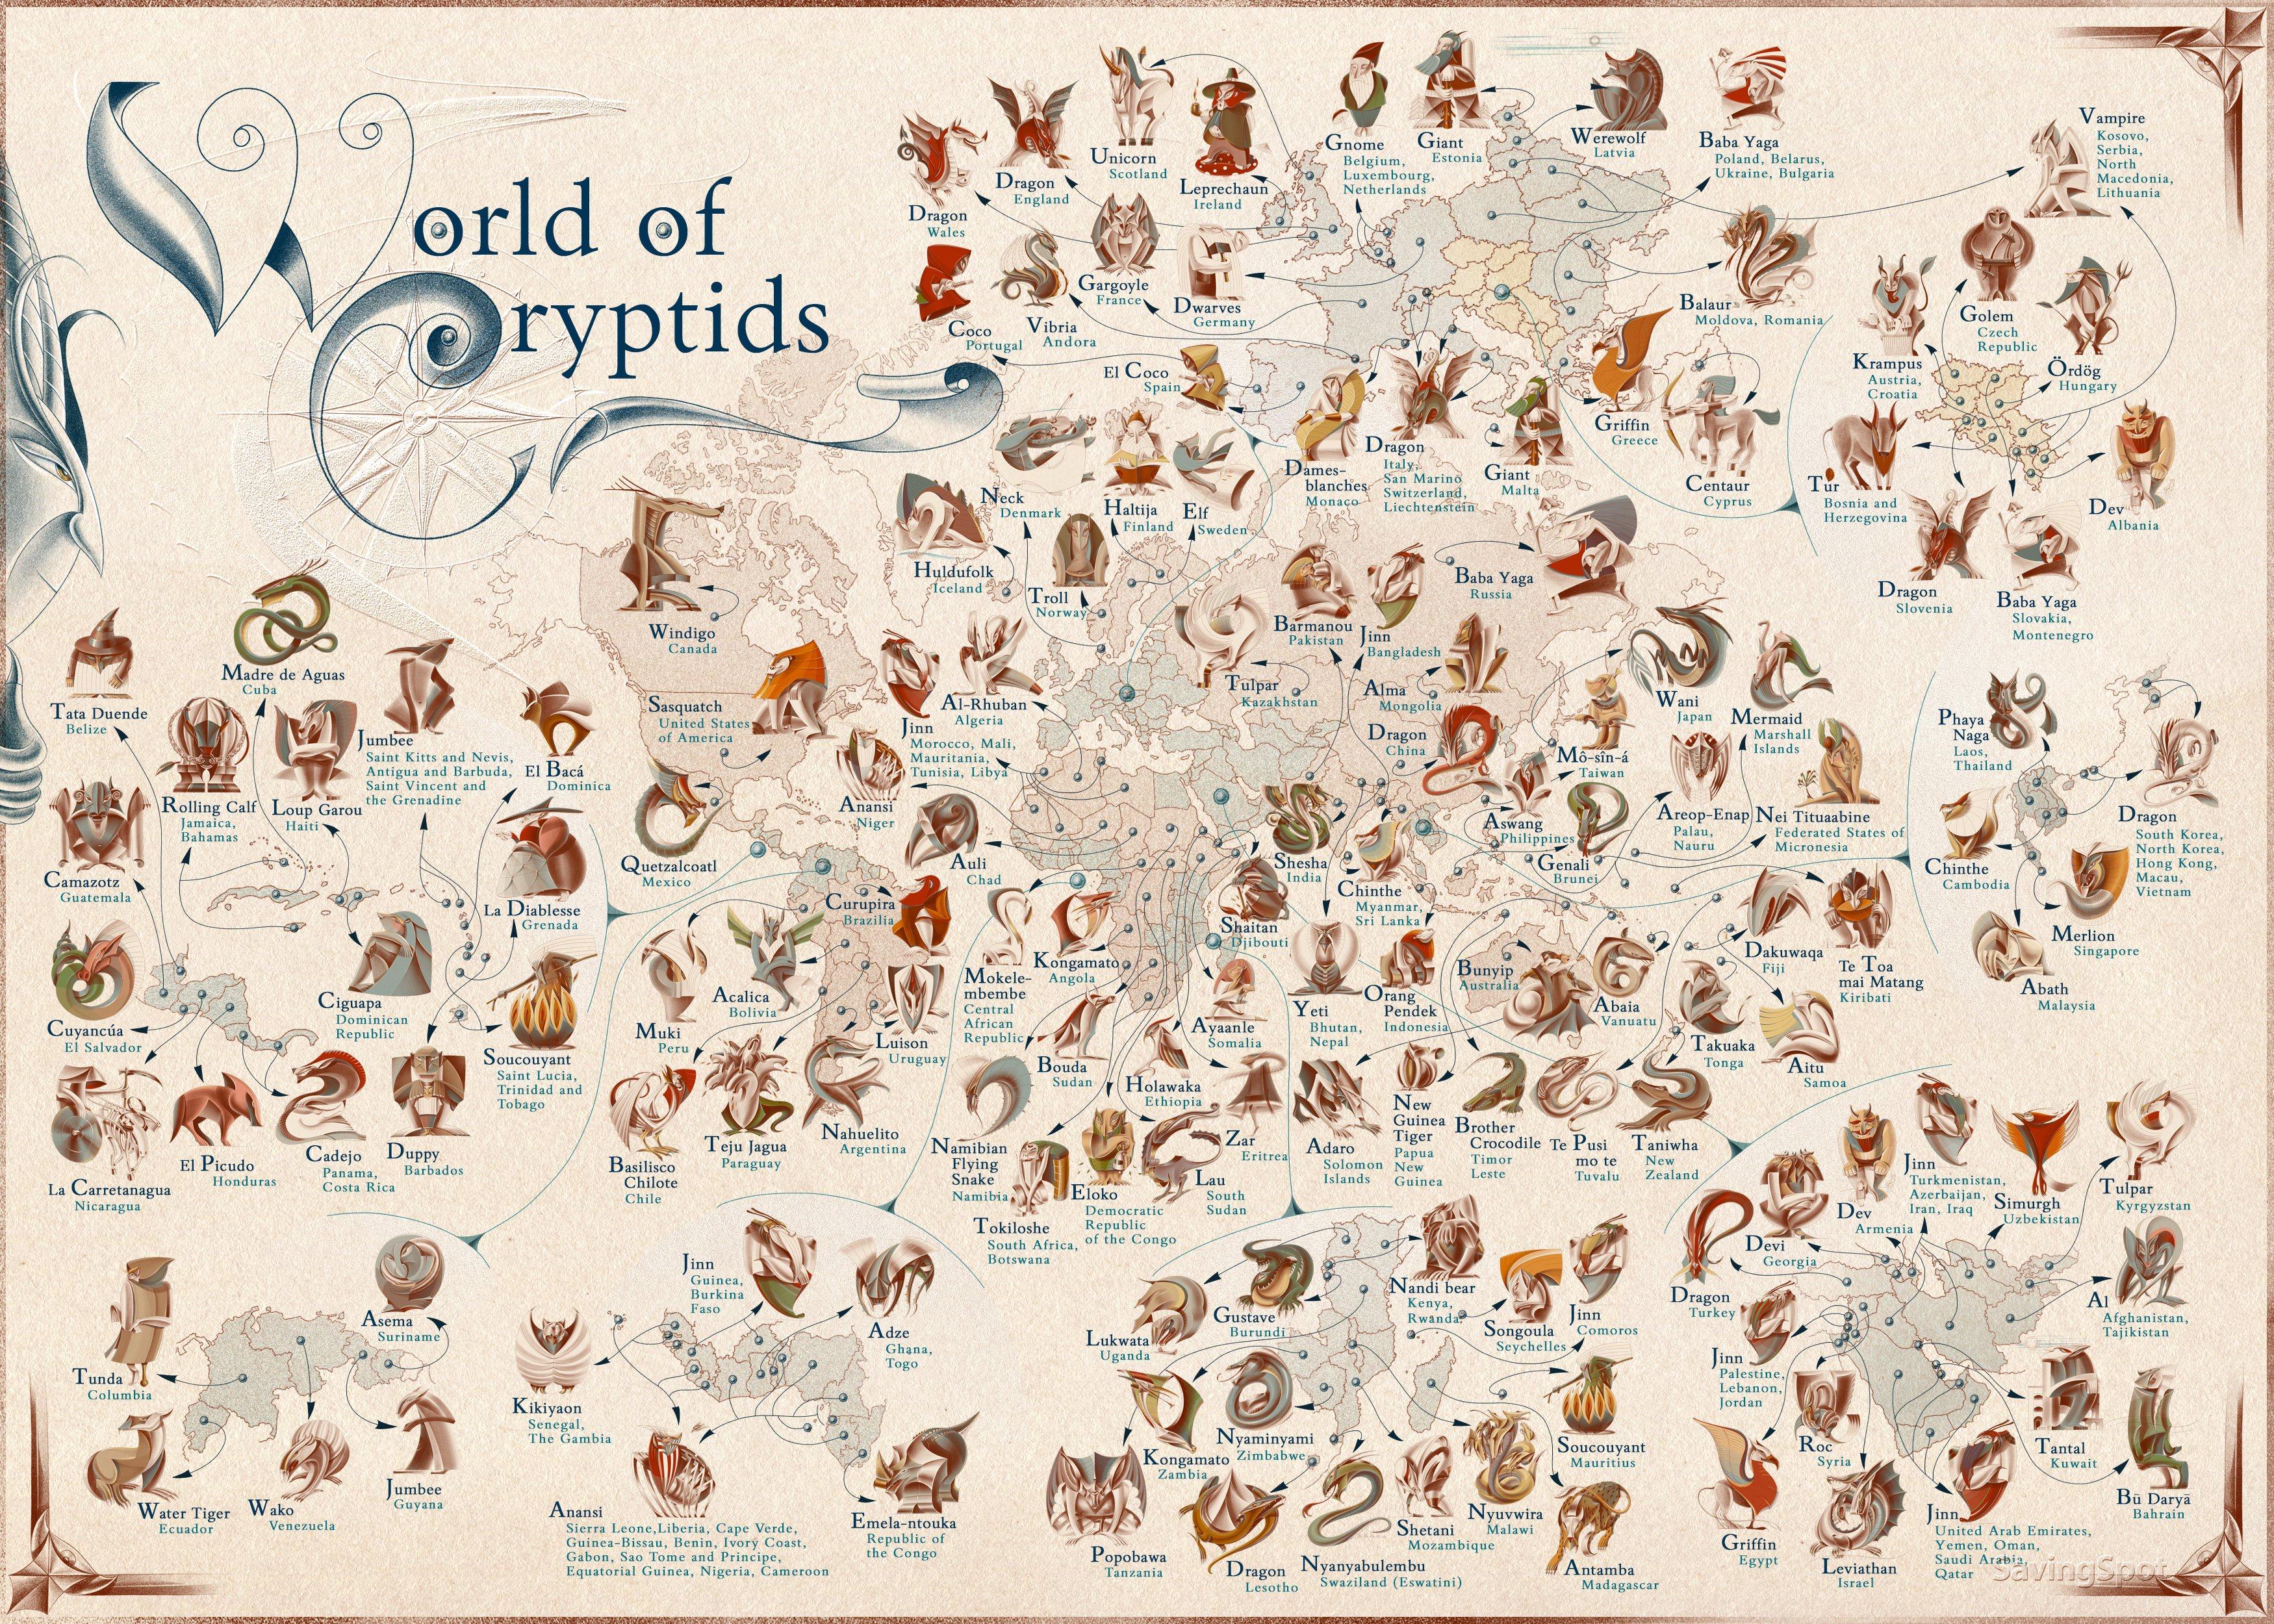 World of
Cryptids
Dragon
Wales
Dragon
England
Unicorn
Scotland
Leprechaun
Ireland
Gnome
Belgium,
Luxembourg,
Netherlands
Giant
Estonia
Werewolf
Latvia
Baba Yaga
Poland, Belarus,
Ukraine, Bulgaria
Vampire
Kosovo,
Serbia,
North
Macedonia,
Lithuania
Coco
Portugal
Vibria
Andora
Gargoyle
France
Dwarves
Germany
Balaur
Moldova, Romania
Krampus
Austria,
Croatia
Golem
Czech
Republic
Ördög
Hungary
El Coco
Spain
Dames-
blanches
Monaco
Dragon
Italy,
San Marino
Switzerland,
Liechtenstein
Giant
Malta
Griffin
Greece
Centaur
Cyprus
Tur
Bosnia and
Herzegovina
Dev
Albania
Dragon
Slovenia
Baba Yaga
Slovakia,
Montenegro
Neck
Denmark
Haltija
Finland
Elf
Sweden
Huldufolk
Iceland
Troll
Norway
Windigo
Canada
Sasquatch
United States
of America
Quetzalcoatl
Mexico
Barmanou
Pakistan
Jinn
Bangladesh
Baba Yaga
Russia
Tulpar
Kazakhstan
Alma
Mongolia
Dragon
China
Wani
Japan
Mermaid
Marshall
Islands
Mô-sîn-á
Taiwan
Phaya
Naga
Laos,
Thailand
Dragon
South Korea,
North Korea,
Hong Kong,
Macau,
Vietnam
Chinthe
Cambodia
Merlion
Singapore
Abath
Malaysia
Tata Duende
Belize
Madre de Aguas
Cuba
Rolling Calf
Jamaica,
Bahamas
Loup Garou
Haiti
Jumbee
Saint Kitts and Nevis,
Antigua and Barbuda,
Saint Vincent and
the Grenadine
El Bacá
Dominica
Camazotz
Guatemala
La Diablesse
Grenada
Cuyancúa
El Salvador
Ciguapa
Dominican
Republic
Soucouyant
Saint Lucia,
Trinidad and
Tobago
La Carretanagua
Nicaragua
El Picudo
Honduras
Cadejo
Panama,
Costa Rica
Duppy
Barbados
Jinn
Morocco, Mali,
Mauritania,
Tunisia, Libya
Al-Rhuban
Algeria
Anansi
Niger
Auli
Chad
Shesha
India
Chinthe
Myanmar,
Sri Lanka
Aswang
Philippines
Genali
Brunei
Areop-Enap
Palau,
Nauru
Nei Tituaabine
Federated States of
Micronesia
Curupira
Brazilia
Muki
Peru
Acalica
Bolivia
Luison
Uruguay
Basilisco
Chilote
Chile
Teju Jagua
Paraguay
Nahuelito
Argentina
Mokele-
mbembe
Central
African
Republic
Kongamato
Angola
Shaitan
Djibouti
Bouda
Sudan
Ayaanle
Somalia
Holawaka
Ethiopia
Zar
Eritrea
Namibian
Flying
Snake
Namibia
Tokiloshe
South Africa,
Botswana
Eloko
Democratic
Republic
of the Congo
Lau
South
Sudan
Yeti
Bhutan,
Nepal
Orang
Pendek
Indonesia
Bunyip
Australia
Abaia
Vanuatu
Dakuwaqa
Fiji
Te Toa
mai Matang
Kiribati
Takuaka
Tonga
Aitu
Samoa
Adaro
Solomon
Islands
New
Guinea
Tiger
Papua
New
Guinea
Brother
Crocodile
Timor
Leste
Te Pusi
mo te
Tuvalu
Taniwha
New
Zealand
Tunda
Columbia
Asema
Suriname
Water Tiger
Ecuador
Wako
Venezuela
Jumbee
Guyana
Jinn
Guinea,
Burkina
Faso
Adze
Ghana,
Togo
Kikiyaon
Senegal,
The Gambia
Anansi
Sierra Leone,Liberia, Cape Verde,
Guinea-Bissau, Benin, Ivory Coast,
Gabon, Sao Tome and Principe,
Equatorial Guinea, Nigeria, Cameroon
Emela-ntouka
Republic of
the Congo
Lukwata
Uganda
Gustave
Burundi
Nandi bear
Kenya,
Rwanda
Songoula
Seychelles
Jinn
Comoros
Soucouyant
Mauritius
Kongamato
Zambia
Nyaminyami
Zimbabwe
Popobawa
Tanzania
Dragon
Lesotho
Nyanyabulembu
Swaziland (Eswatini)
Shetani
Mozambique
Nyuvwira
Malawi
Antamba
Madagascar
Dragon
Turkey
Devi
Georgia
Dev
Armenia
Jinn
Turkmenistan,
Azerbaijan,
Iran, Iraq
Simurgh
Uzbekistan
Tulpar
Kyrgyzstan
Al
Afghanistan,
Tajikistan
Jinn
Palestine,
Lebanon,
Jordan
Roc
Syria
Tantal
Kuwait
Bū Daryā
Bahrain
Griffin
Egypt
Leviathan
Israel
Jinn
United Arab Emirates,
Yemen, Oman,
Saudi Arabia,
Qatar
SavingSpot